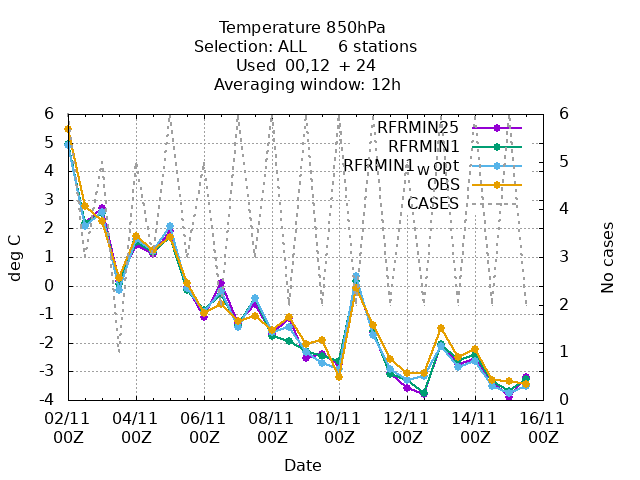 Temperature 850hPa
Selection: ALL 6 stations
Used 00,12 + 24
Averaging window: 12h
RFRMIN25
RFRMIN1
RFRMIN1_w opt
OBS
CASES
deg C
6
5
4
3
2
1
0
-1
-2
-3
-4
No cases
6
5
4
3
2
1
0
02/11 04/11 06/11 08/11 10/11 12/11 14/11 16/11
00Z 00Z 00Z 00Z 00Z 00Z 00Z 00Z
Date